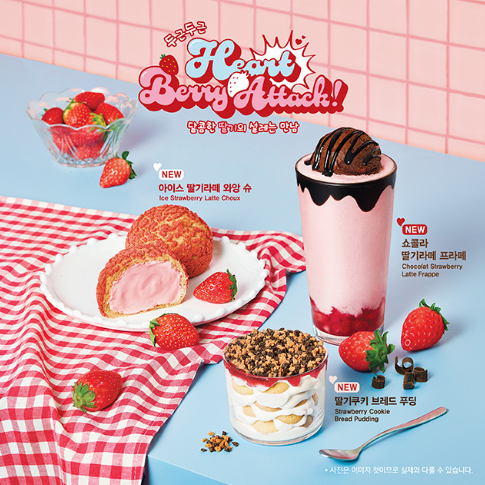 두근두근
Heart
Berry Attack!
달콤한 딸기의 설레는 만남
NEW
아이스 딸기라떼 와앙 슈
Ice Strawberry Latte Choux
NEW
쇼콜라
딸기라떼 프라페
Chocolat Strawberry
Latte Frappe
NEW
딸기쿠키 브레드 푸딩
Strawberry Cookie
Bread Pudding
• 사진은 이미지 컷이므로 실제와 다를 수 있습니다.